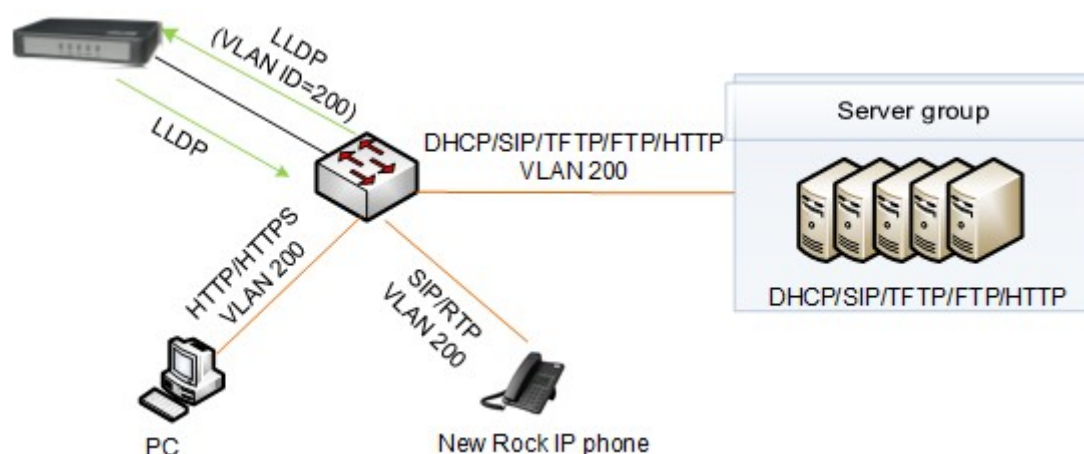 LLDP
(VLAN ID=200)
LLDP
DHCP/SIP/TFTP/FTP/HTTP
VLAN 200
Server group
DHCP/SIP/TFTP/FTP/HTTP
HTTP/HTTPS
VLAN 200
SIP/RTP
VLAN 200
PC
New Rock IP phone